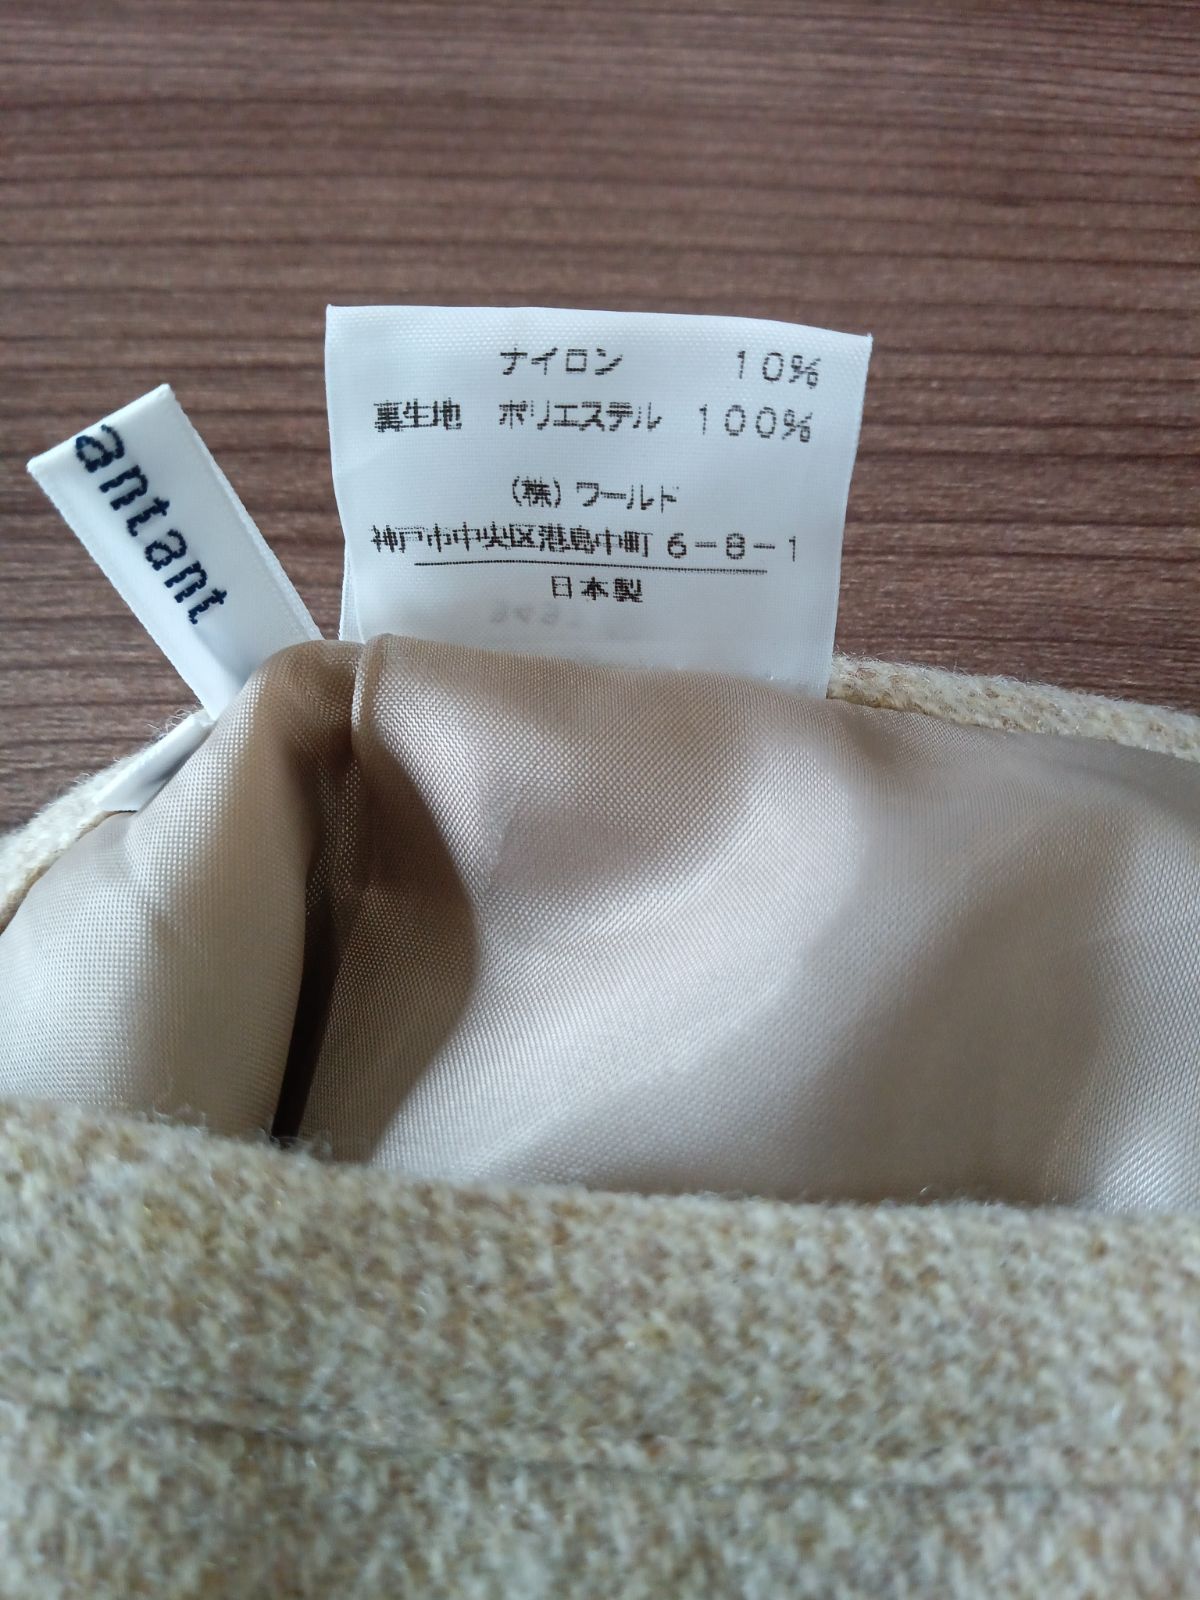 antant
ナイロン 10%
裏生地 ポリエステル 100%
(株)ワールド
神戸市中央区港島中町 6-8-1
日本製